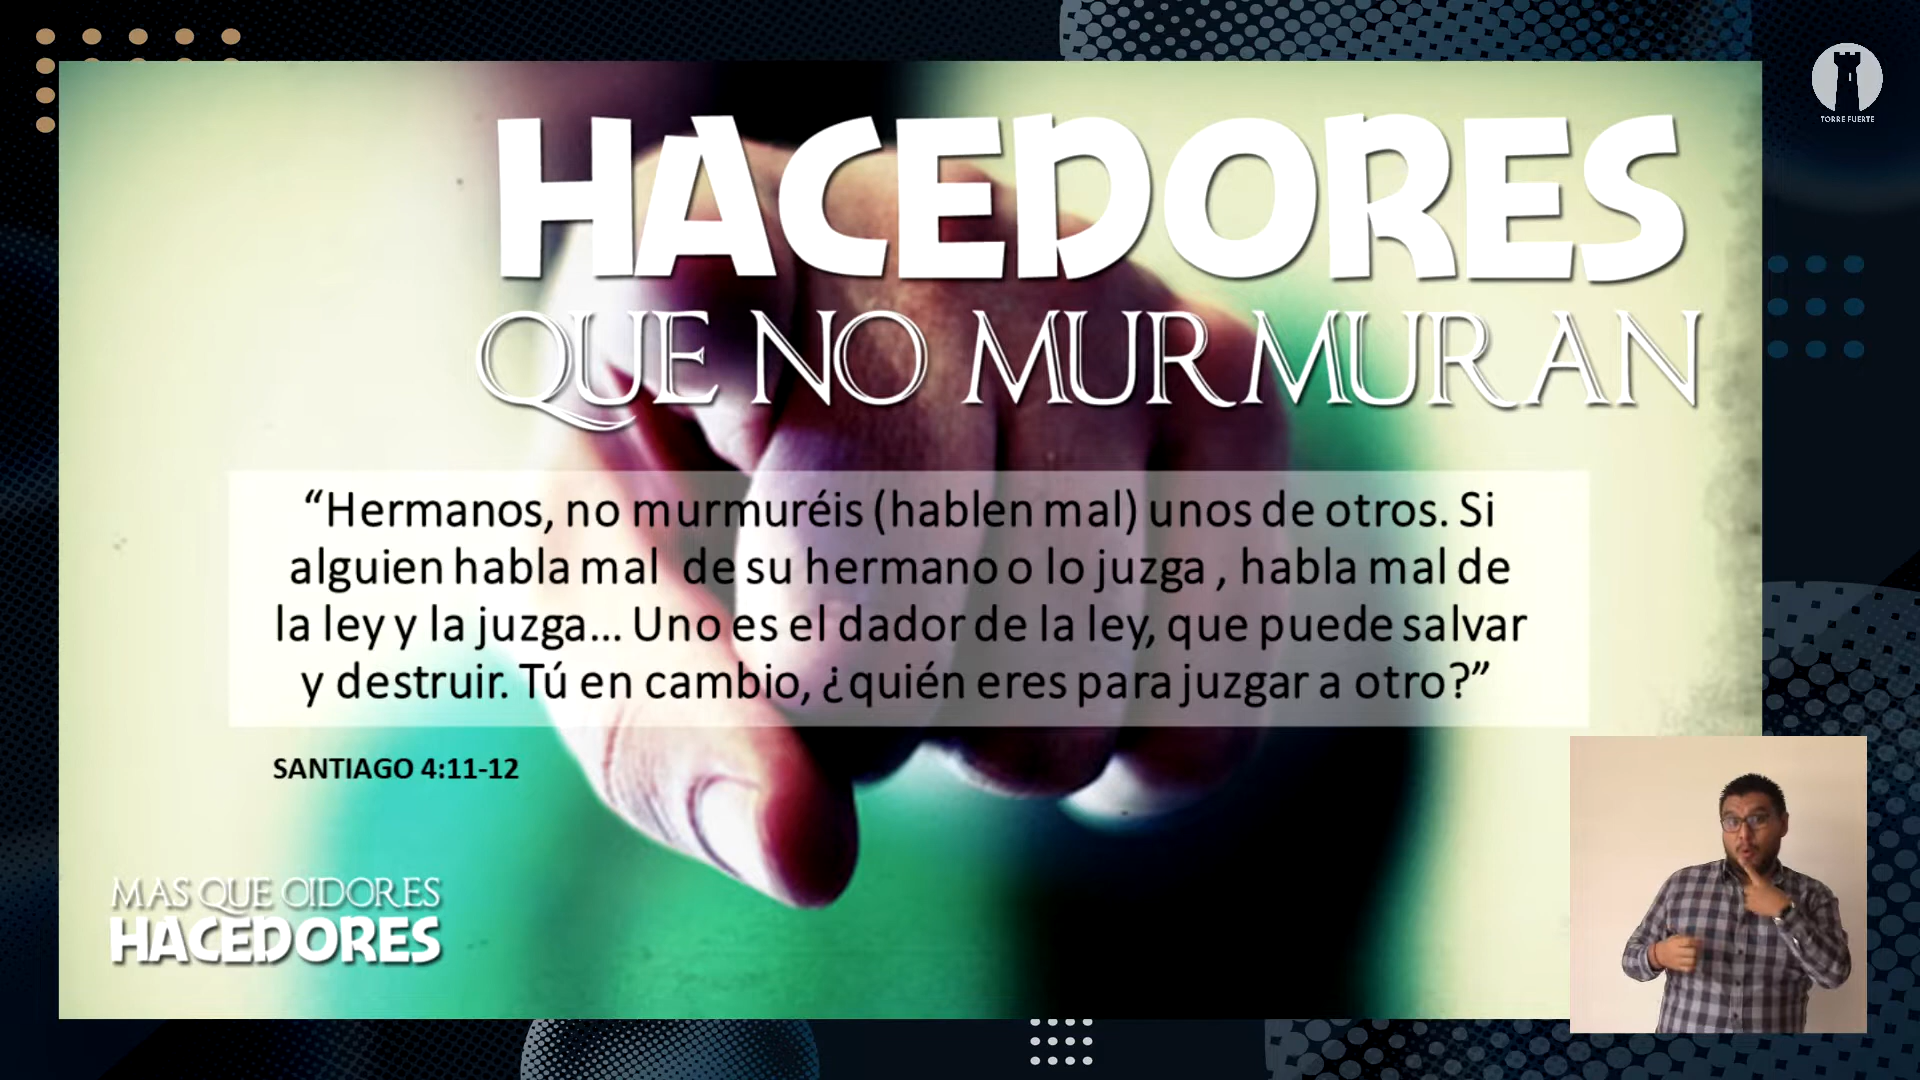 TORRE FUERTE
HACEDORES
QUE NO MURMURAN
“Hermanos, no murmuréis (hablen mal) unos de otros. Si
alguien habla mal de su hermano o lo juzga , habla mal de
la ley y la juzga... Uno es el dador de la ley, que puede salvar
y destruir. Tú en cambio, ¿quién eres para juzgar a otro?”
SANTIAGO 4:11-12
MAS QUE OIDORES
HACEDORES